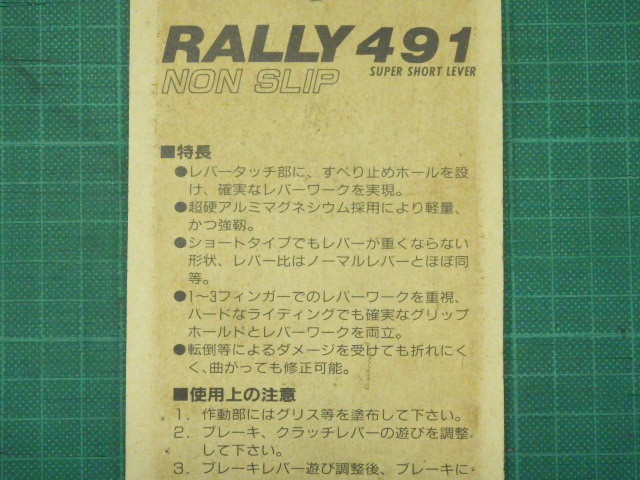 RALLY 491
NON SLIP SUPER SHORT LEVER
■特長
●レバータッチ部に、すべり止めホールを設
け、確実なレバーワークを実現。
●超硬アルミマグネシウム採用により軽量、
かつ強靭。
●ショートタイプでもレバーが重くならない
形状、レバー比はノーマルレバーとほぼ同
等。
●1~3フィンガーでのレバーワークを重視、
ハードなライディングでも確実なグリップ
ホールドとレバーワークを両立。
●転倒等によるダメージを受けても折れにく
く、曲がっても修正可能。
■使用上の注意
1. 作動部にはグリス等を塗布して下さい。
2. ブレーキ、クラッチレバーの遊びを調整
して下さい。
3. ブレーキレバー遊び調整後、ブレーキに